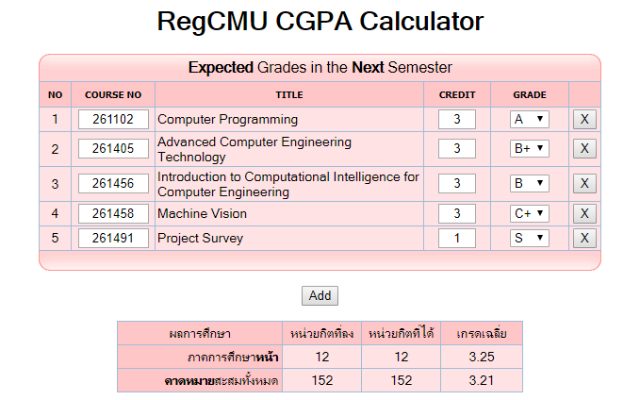 RegCMU CGPA Calculator
Expected Grades in the Next Semester
NO COURSE NO TITLE CREDIT GRADE
1 261102 Computer Programming 3 A X
2 261405 Advanced Computer Engineering
Technology 3 B+ X
3 261456 Introduction to Computational Intelligence for
Computer Engineering 3 B X
4 261458 Machine Vision 3 C+ X
5 261491 Project Survey 1 S X
Add
ผลการศึกษา หน่วยกิตที่ลง หน่วยกิตที่ได้ เกรดเฉลี่ย
ภาคการศึกษาหน้า 12 12 3.25
คาดหมายสะสมทั้งหมด 152 152 3.21